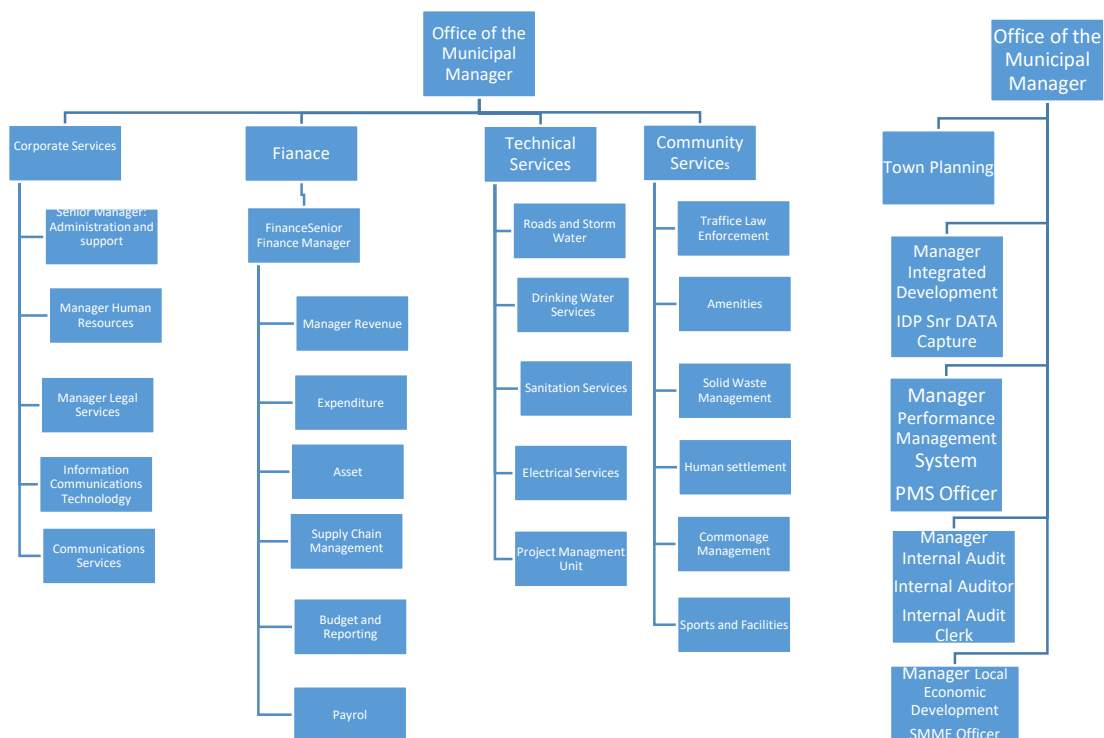 Office of the
Municipal
Manager
Corporate Services
Fianace
Technical
Services
Community
Services
Senior Manager:
Administration and
support
Manager Human
Resources
Manager Legal
Services
Information
Communications
Technolodgy
Communications
Services
FinanceSenior
Finance Manager
Manager Revenue
Expenditure
Asset
Supply Chain
Management
Budget and
Reporting
Payrol
Roads and Storm
Water
Drinking Water
Services
Sanitation Services
Electrical Services
Project Managment
Unit
Traffice Law
Enforcement
Amenities
Solid Waste
Management
Human settlement
Commonage
Management
Sports and Facilities
Office of the
Municipal
Manager
Town Planning
Manager
Integrated
Development
IDP Snr DATA
Capture
Manager
Performance
Management
System
PMS Officer
Manager
Internal Audit
Internal Auditor
Internal Audit
Clerk
Manager Local
Economic
Development
SMME Officer